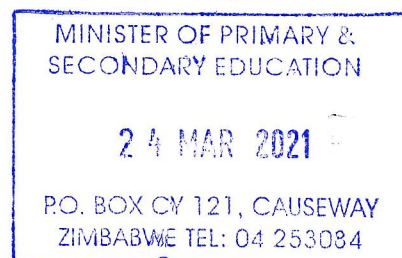 MINISTER OF PRIMARY &
SECONDARY EDUCATION
24 MAR 2021
P.O. BOX CY 121, CAUSEWAY
ZIMBABWE TEL: 04 253084